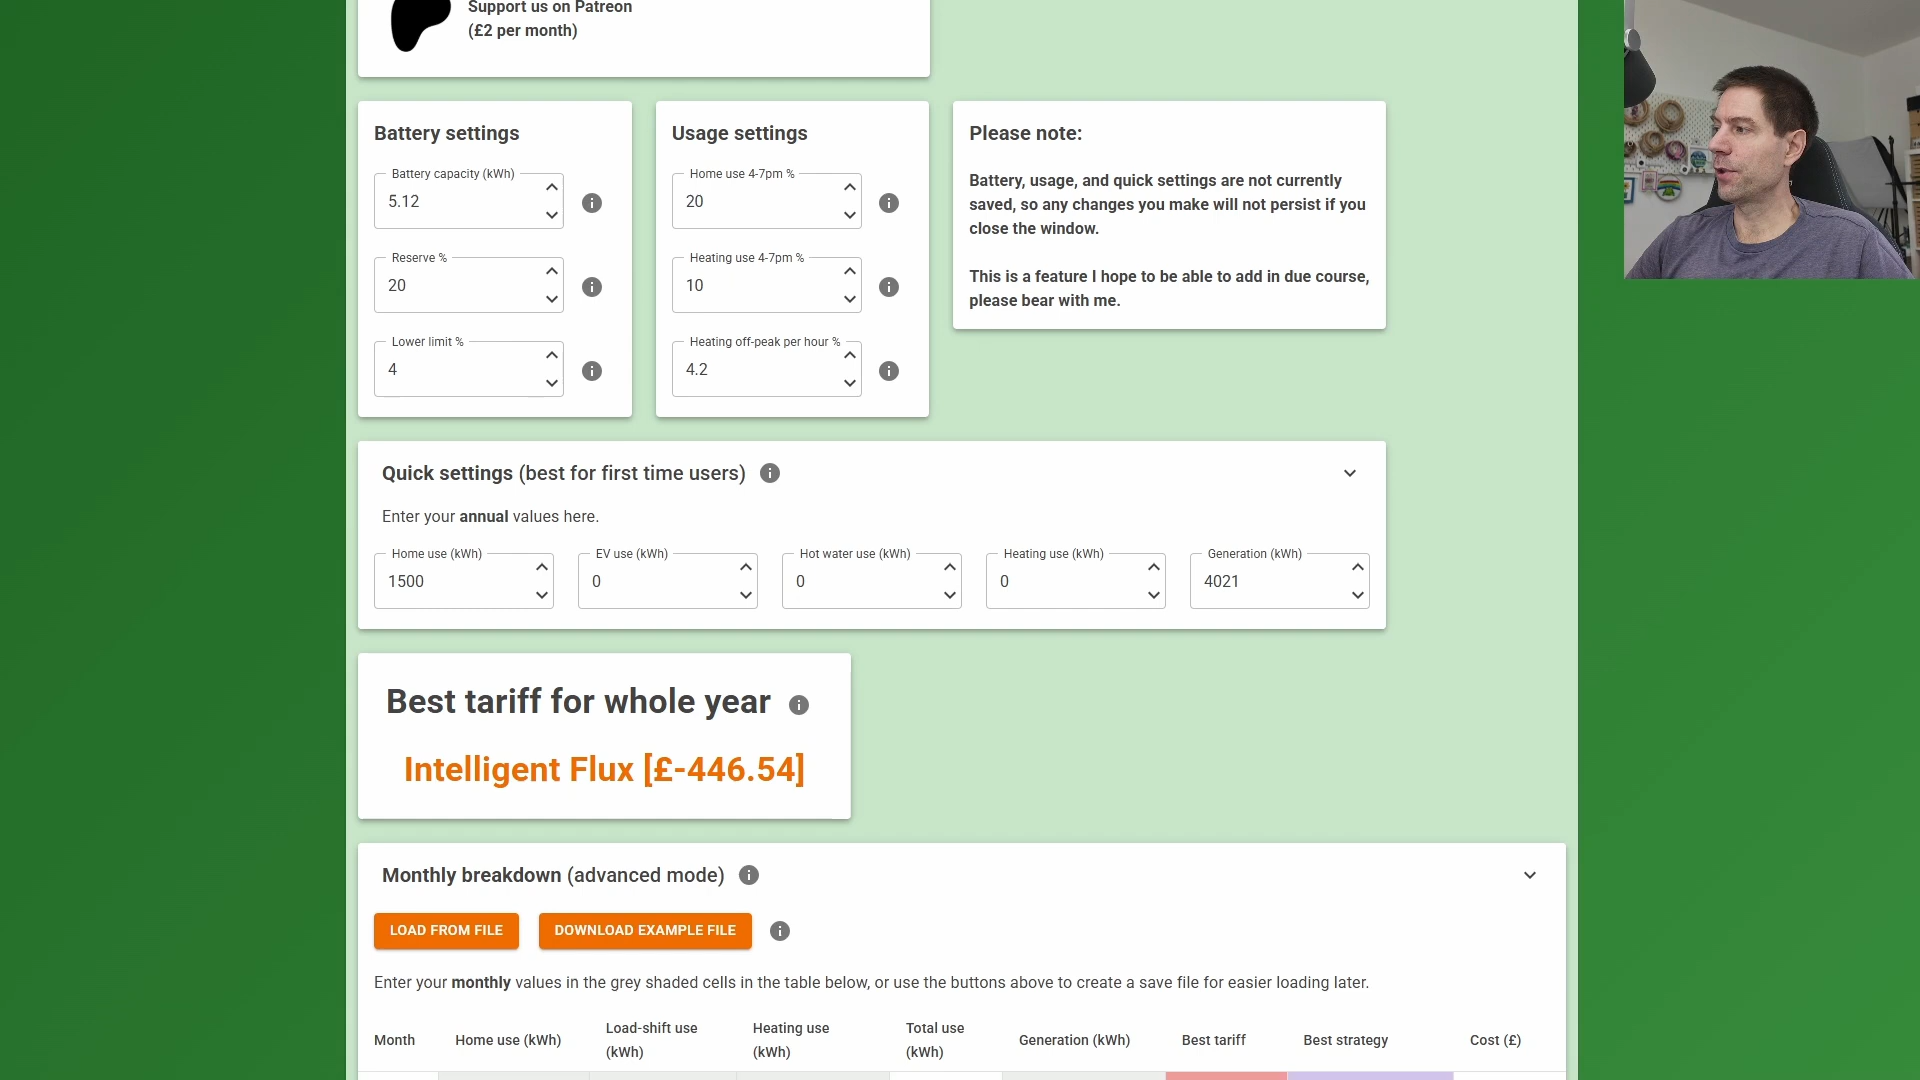 Support us on Patreon
(£2 per month)
Battery settings
Battery capacity (kWh)
5.12
Reserve %
20
Lower limit %
4
Usage settings
Home use 4-7pm %
20
Heating use 4-7pm %
10
Heating off-peak per hour %
4.2
Please note:
Battery, usage, and quick settings are not currently
saved, so any changes you make will not persist if you
close the window.
This is a feature I hope to be able to add in due course,
please bear with me.
Quick settings (best for first time users)
Enter your annual values here.
Home use (kWh)
1500
EV use (kWh)
0
Hot water use (kWh)
0
Heating use (kWh)
0
Generation (kWh)
4021
Best tariff for whole year
Intelligent Flux [£-446.54]
Monthly breakdown (advanced mode)
LOAD FROM FILE
DOWNLOAD EXAMPLE FILE
Enter your monthly values in the grey shaded cells in the table below, or use the buttons above to create a save file for easier loading later.
Month
Home use (kWh)
Load-shift use
(kWh)
Heating use
(kWh)
Total use
(kWh)
Generation (kWh)
Best tariff
Best strategy
Cost (£)